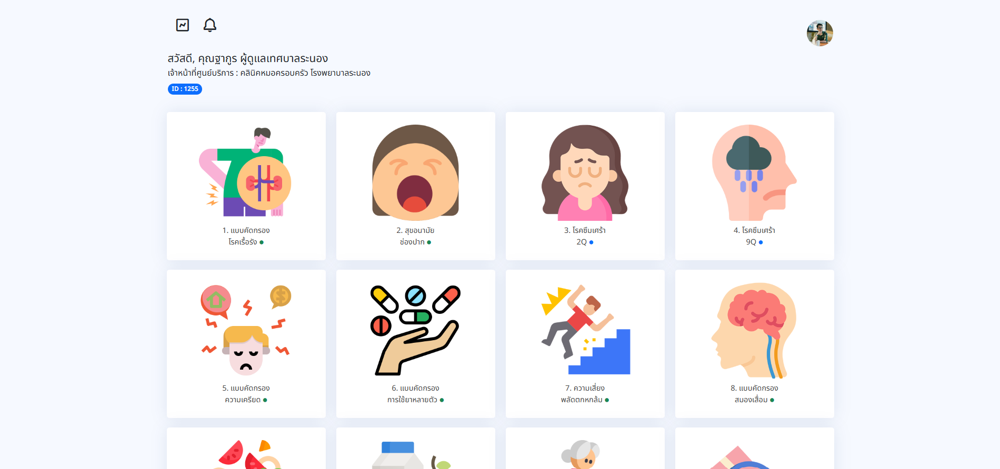 สวัสดี, คุณฐากูร ผู้ดูแลเทศบาลระนอง
เจ้าหน้าที่ศูนย์บริการ : คลินิคหมอครอบครัว โรงพยาบาลระนอง
ID : 1255
1. แบบคัดกรอง
โรคเรื้อรัง
2. สุขอนามัย
ช่องปาก
3. โรคซึมเศร้า
2Q
4. โรคซึมเศร้า
9Q
5. แบบคัดกรอง
ความเครียด
6. แบบคัดกรอง
การใช้ยาหลายตัว
7. ความเสี่ยง
พลัดตกหกล้ม
8. แบบคัดกรอง
สมองเสื่อม